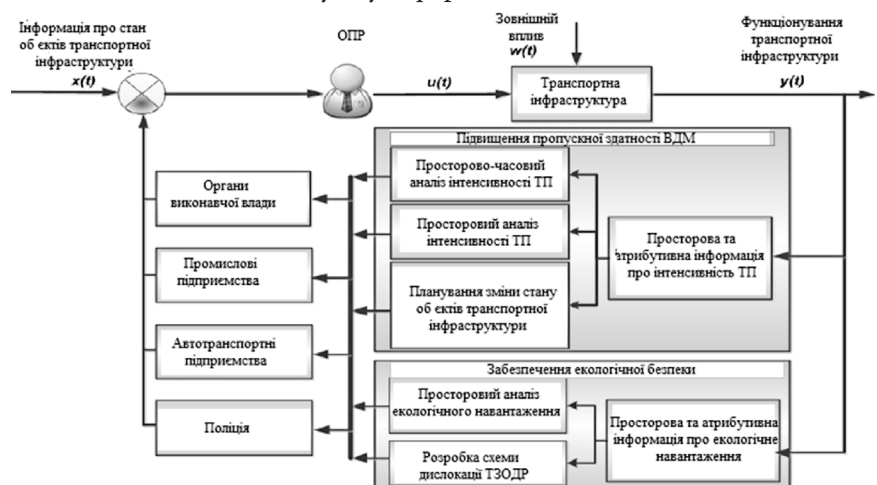 Інформація про стан
об єктів транспортної
інфраструктури
x(t)
ОПР
u(t)
Зовнішній
вплив
w(t)
Транспортна
інфраструктура
Функціонування
транспортної
інфраструктури
y(t)
Підвищення пропускної здатності ВДМ
Просторово-часовий
аналіз інтенсивності ТП
Просторовий аналіз
інтенсивності ТП
Планування зміни стану
об єктів транспортної
інфраструктури
Просторова та
атрибутивна інформація
про інтенсивність ТП
Органи
виконавчої влади
Промислові
підприємства
Автотранспортні
підприємства
Поліція
Забезпечення екологічної безпеки
Просторовий аналіз
екологічного навантаження
Розробка схеми
дислокації ТЗОДР
Просторова та атрибутивна
інформація про екологічне
навантаження